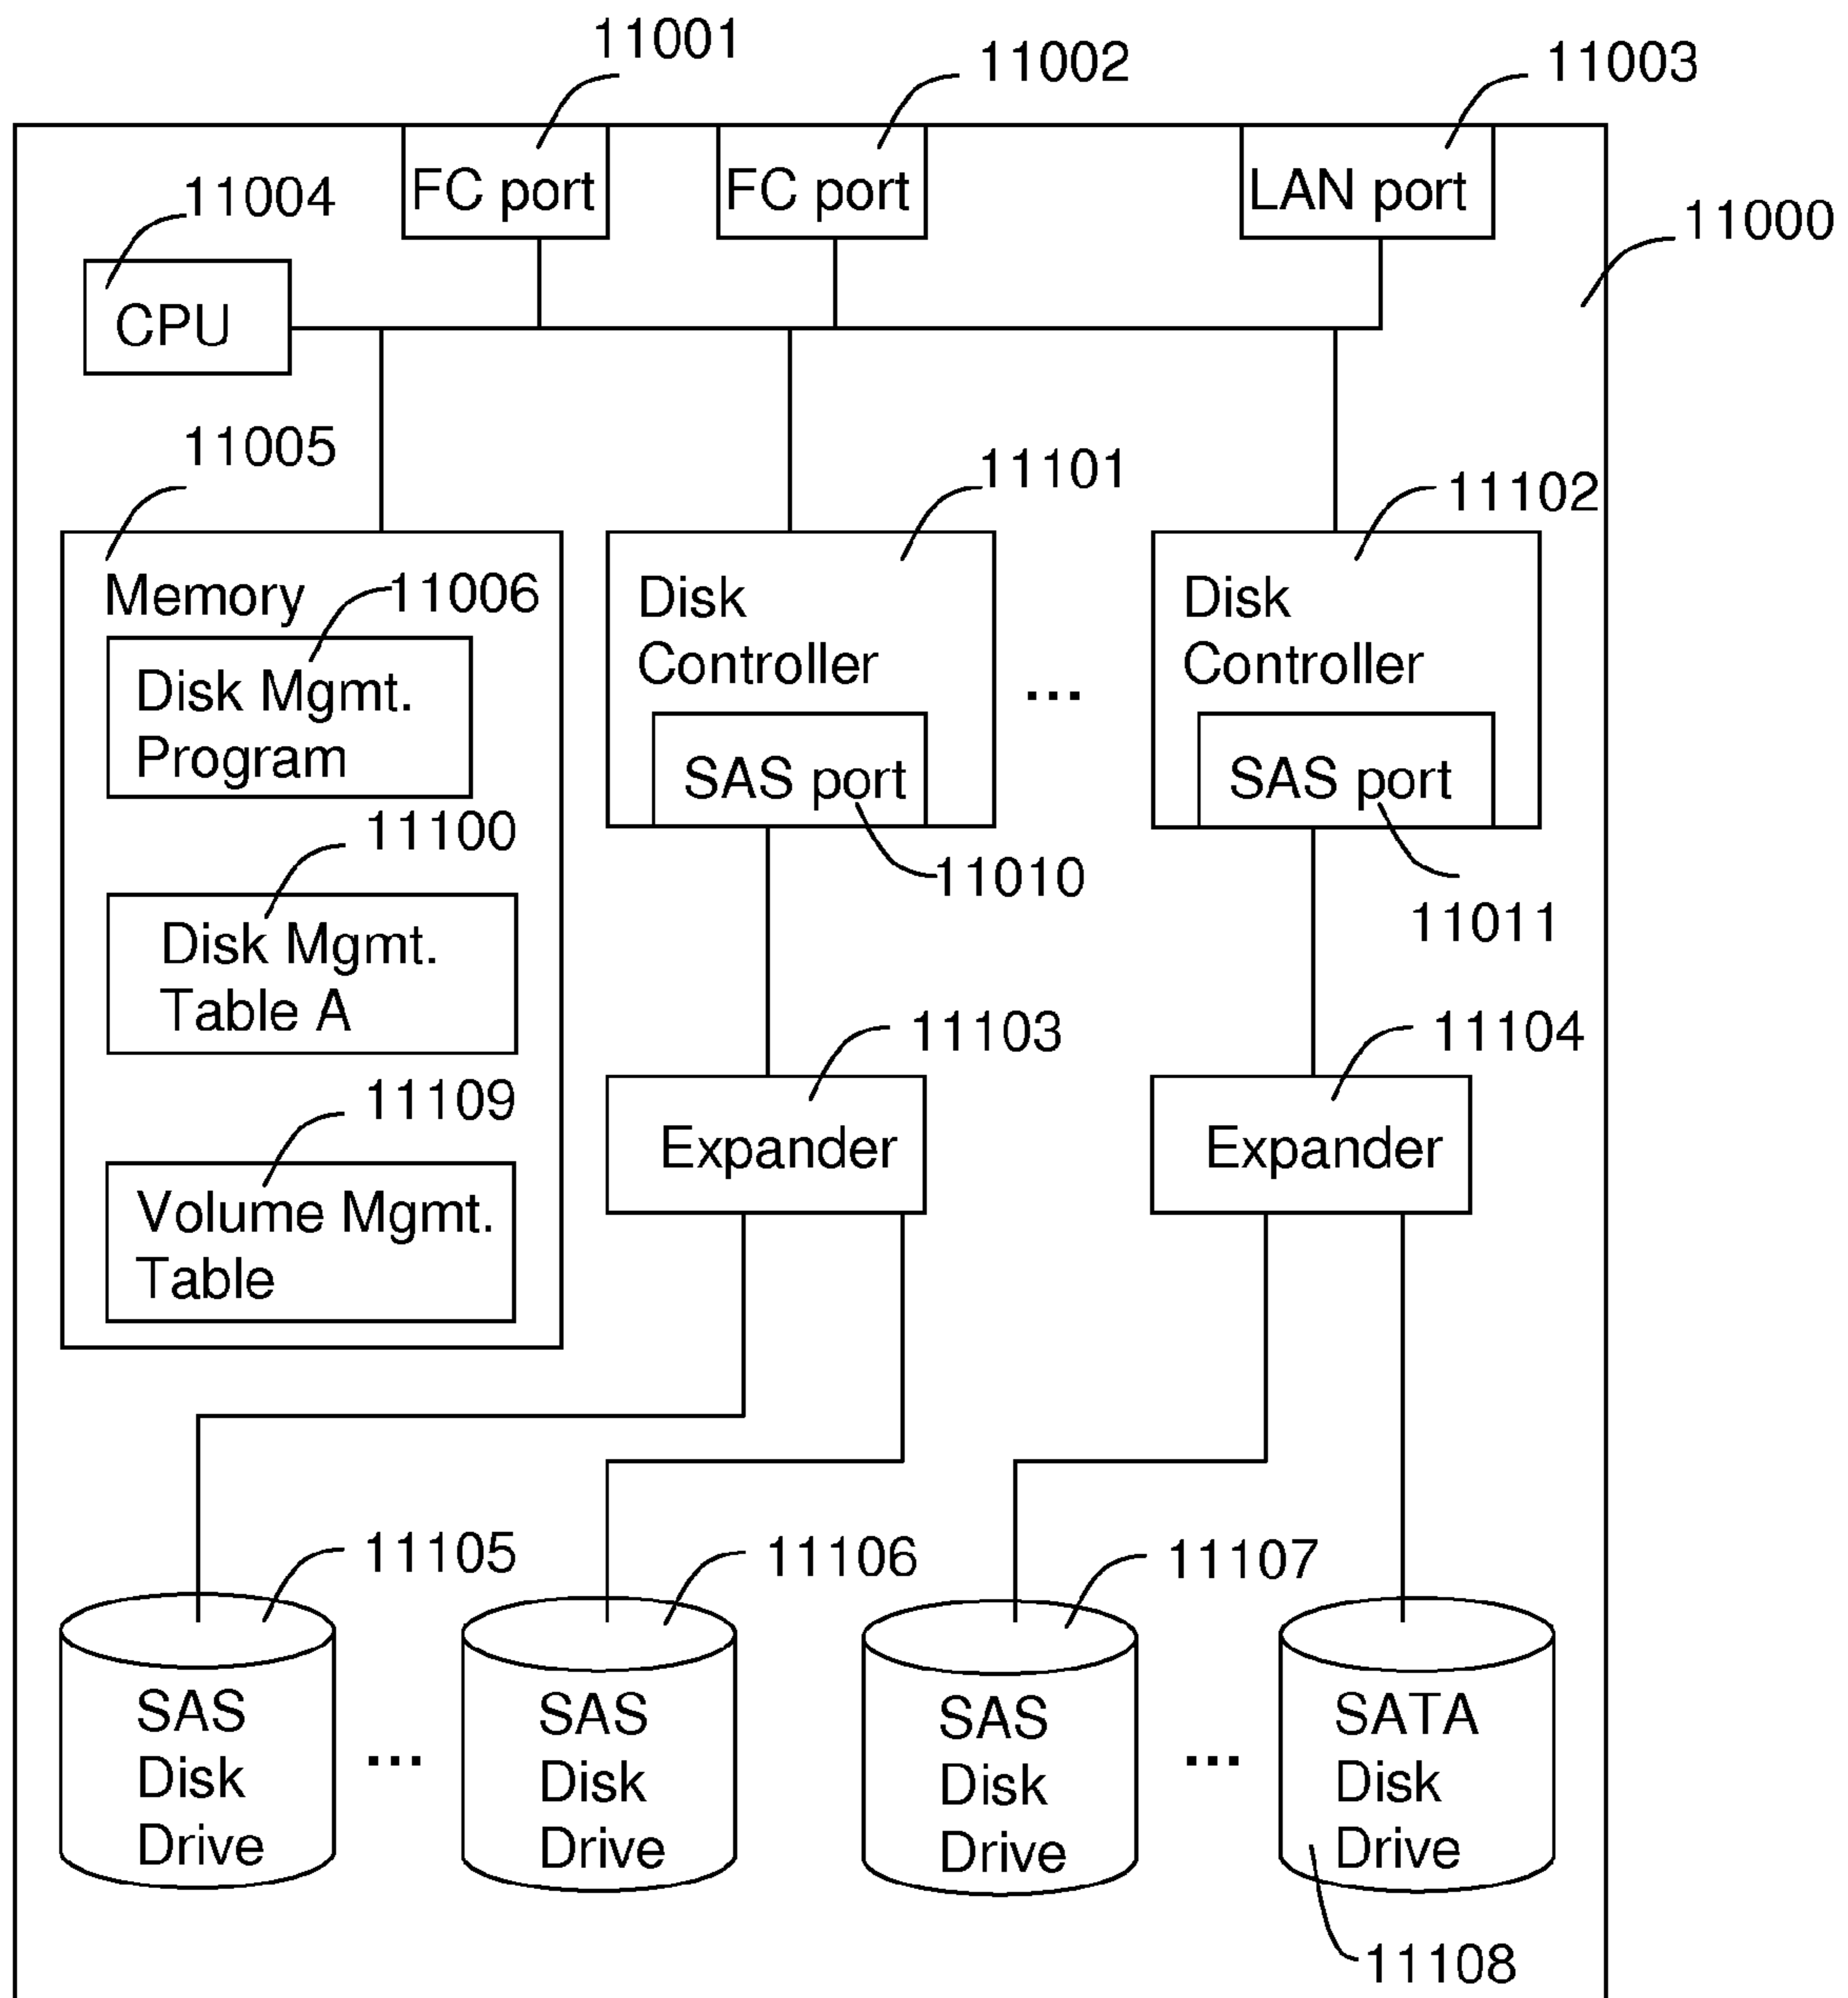 11001
11002
11003
FC port
FC port
LAN port
11004
11000
CPU
11005
11101
11102
Memory
11006
Disk Mgmt.
Program
11100
Disk Mgmt.
Table A
11109
Volume Mgmt.
Table
Disk
Controller
SAS port
11010
...
Disk
Controller
SAS port
11011
11103
Expander
11104
Expander
11105
SAS
Disk
Drive
...
11106
SAS
Disk
Drive
11107
SAS
Disk
Drive
...
SATA
Disk
Drive
11108